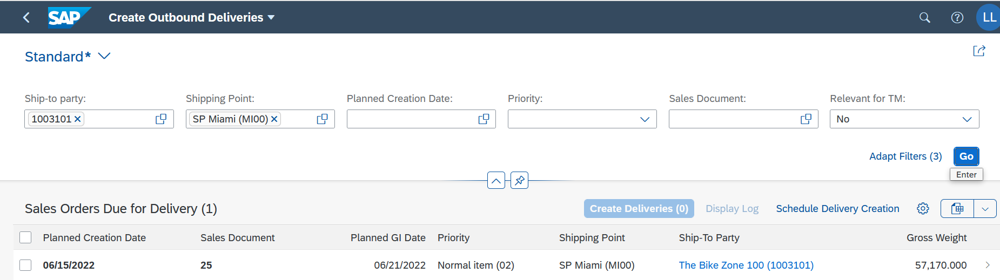 SAP Create Outbound Deliveries LL
Standard*
Ship-to party: Shipping Point: Planned Creation Date: Priority: Sales Document: Relevant for TM:
1003101 SP Miami (MI00) No
Adapt Filters (3) Go
Enter
Sales Orders Due for Delivery (1) Create Deliveries (0) Display Log Schedule Delivery Creation
Planned Creation Date Sales Document Planned GI Date Priority Shipping Point Ship-To Party Gross Weight
06/15/2022 25 06/21/2022 Normal item (02) SP Miami (MI00) The Bike Zone 100 (1003101) 57,170.000